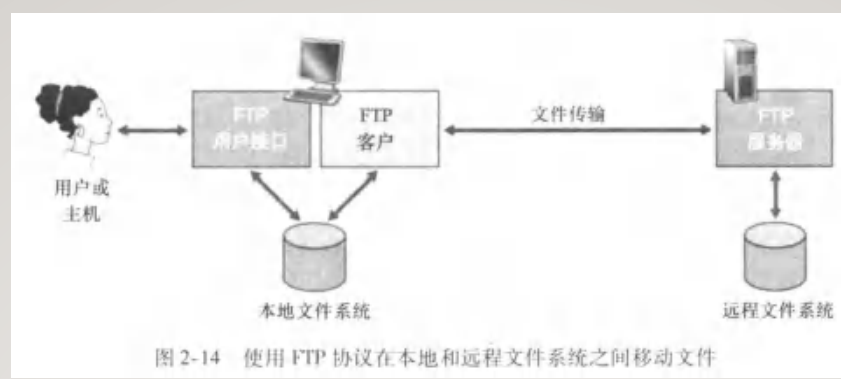 FTP
用户接口
FTP
客户
文件传输
FTP
服务器
用户或
主机
本地文件系统
远程文件系统
图 2-14 使用 FTP 协议在本地和远程文件系统之间移动文件